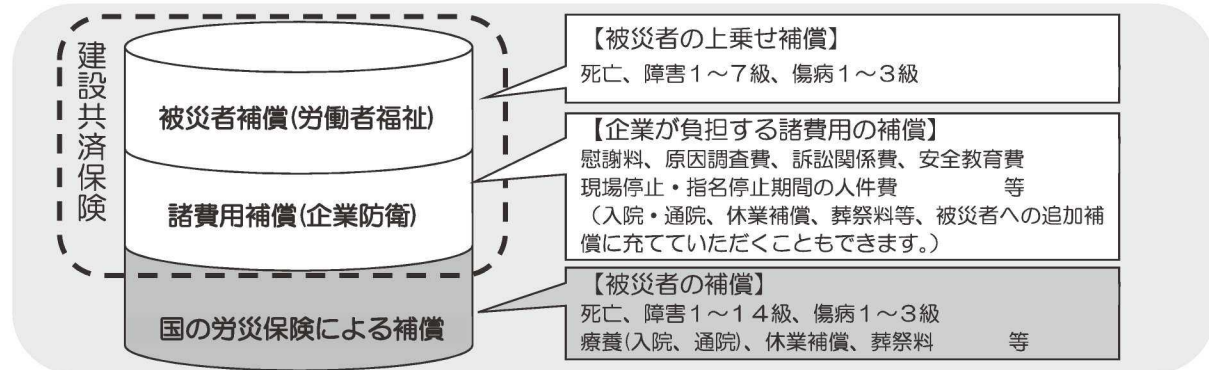 建設共済保険
被災者補償(労働者福祉)
諸費用補償(企業防衛)
国の労災保険による補償
【被災者の上乗せ補償】
死亡、障害1～7級、傷病1～3級
【企業が負担する諸費用の補償】
慰謝料、原因調査費、訴訟関係費、安全教育費
現場停止・指名停止期間の人件費　　　　　等
（入院・通院、休業補償、葬祭料等、被災者への追加補
償に充てていただくこともできます。）
【被災者の補償】
死亡、障害1～14級、傷病1～3級
療養(入院、通院)、休業補償、葬祭料　　　　等